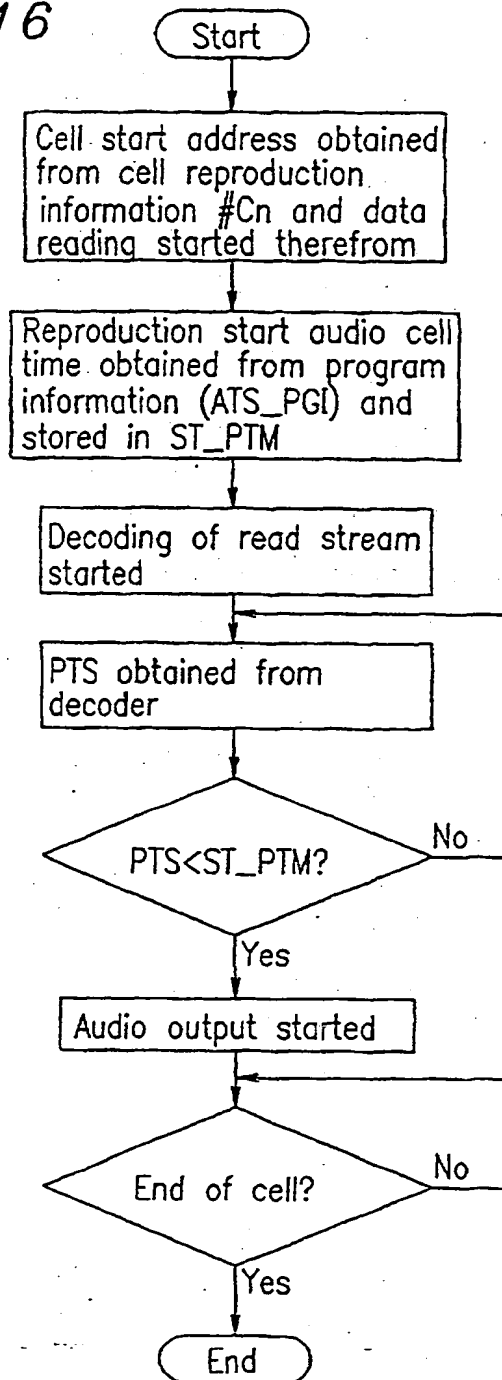 16
Start
Cell start address obtained
from cell reproduction
information #Cn and data
reading started therefrom
Reproduction start audio cell
time obtained from program
information (ATS_PGI) and
stored in ST_PTM
Decoding of read stream
started
PTS obtained from
decoder
PTS<ST_PTM?
No
Yes
Audio output started
End of cell?
No
Yes
End